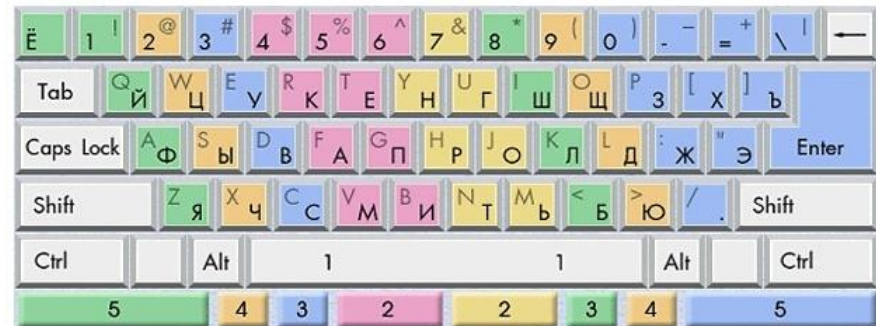 Ё 1 ! 2 @ 3 # 4 $ 5 % 6 ^ 7 & 8 * 9 ( 0 ) - _ = + \ | ←
Tab Q Й W Ц E У R К T Е Y Н U Г I Ш O Щ P З [ Х ] Ъ
Caps Lock A Ф S Ы D В F А G П H Р J О K Л L Д : Ж " Э Enter
Shift Z Я X Ч C С V М B И N Т M Ь < Б > Ю / . Shift
Ctrl Alt 1 1 Alt Ctrl
5 4 3 2 2 3 4 5